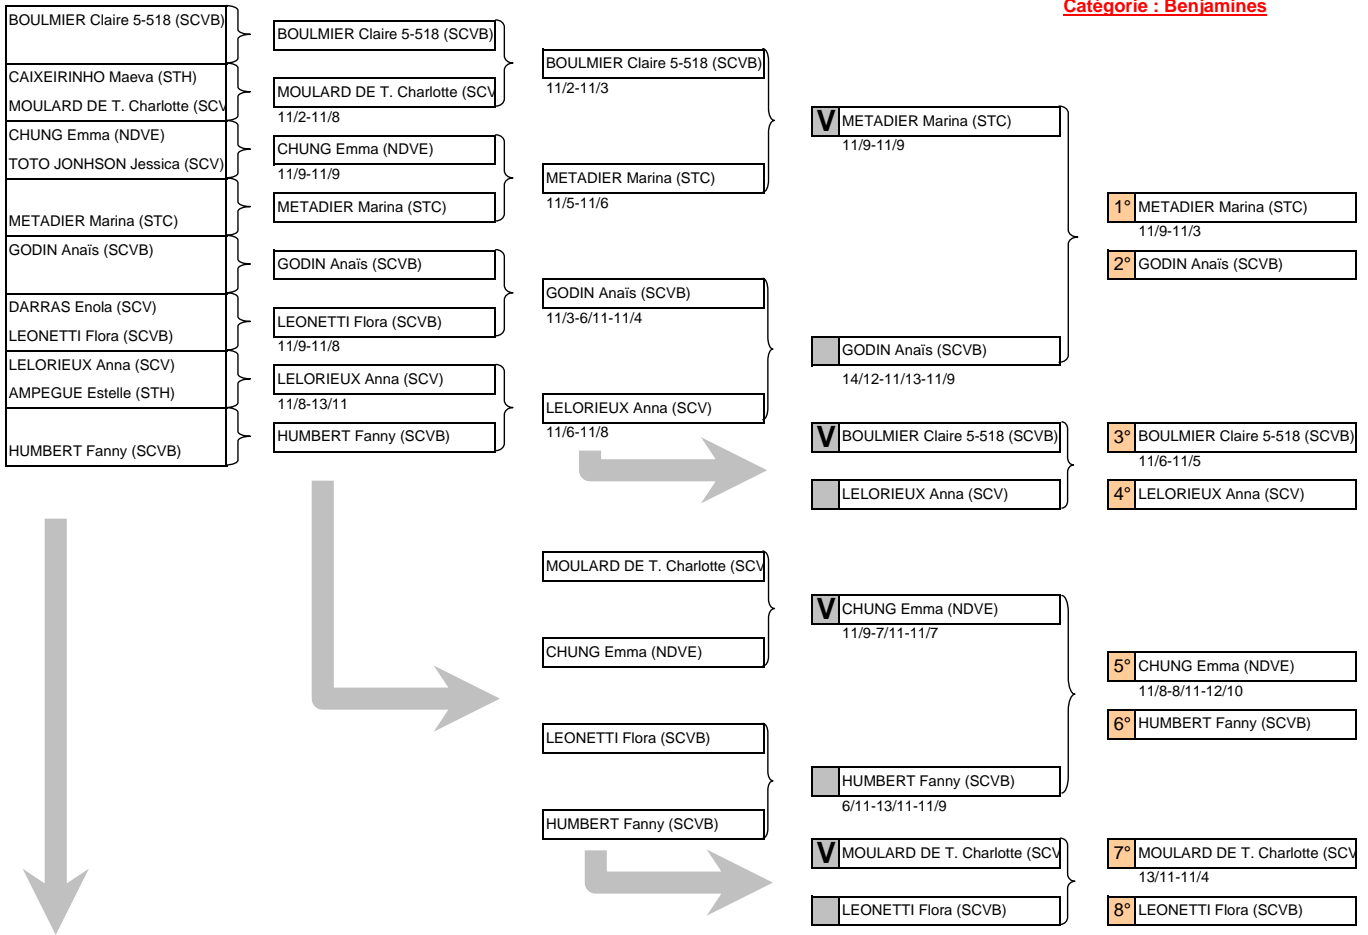 Catégorie : Benjamines
BOULMIER Claire 5-518 (SCVB)
CAIXEIRINHO Maeva (STH)
MOULARD DE T. Charlotte (SCV
CHUNG Emma (NDVE)
TOTO JONHSON Jessica (SCV)
METADIER Marina (STC)
GODIN Anaïs (SCVB)
DARRAS Enola (SCV)
LEONETTI Flora (SCVB)
LELORIEUX Anna (SCV)
AMPEGUE Estelle (STH)
HUMBERT Fanny (SCVB)
BOULMIER Claire 5-518 (SCVB)
MOULARD DE T. Charlotte (SCV
11/2-11/8
CHUNG Emma (NDVE)
11/9-11/9
METADIER Marina (STC)
GODIN Anaïs (SCVB)
LEONETTI Flora (SCVB)
11/9-11/8
LELORIEUX Anna (SCV)
11/8-13/11
HUMBERT Fanny (SCVB)
BOULMIER Claire 5-518 (SCVB)
11/2-11/3
METADIER Marina (STC)
11/5-11/6
GODIN Anaïs (SCVB)
11/3-6/11-11/4
LELORIEUX Anna (SCV)
11/6-11/8
MOULARD DE T. Charlotte (SCV
CHUNG Emma (NDVE)
LEONETTI Flora (SCVB)
HUMBERT Fanny (SCVB)
V METADIER Marina (STC)
11/9-11/9
GODIN Anaïs (SCVB)
14/12-11/13-11/9
V BOULMIER Claire 5-518 (SCVB)
LELORIEUX Anna (SCV)
V CHUNG Emma (NDVE)
11/9-7/11-11/7
HUMBERT Fanny (SCVB)
6/11-13/11-11/9
V MOULARD DE T. Charlotte (SCV
LEONETTI Flora (SCVB)
1° METADIER Marina (STC)
11/9-11/3
2° GODIN Anaïs (SCVB)
3° BOULMIER Claire 5-518 (SCVB)
11/6-11/5
4° LELORIEUX Anna (SCV)
5° CHUNG Emma (NDVE)
11/8-8/11-12/10
6° HUMBERT Fanny (SCVB)
7° MOULARD DE T. Charlotte (SCV
13/11-11/4
8° LEONETTI Flora (SCVB)